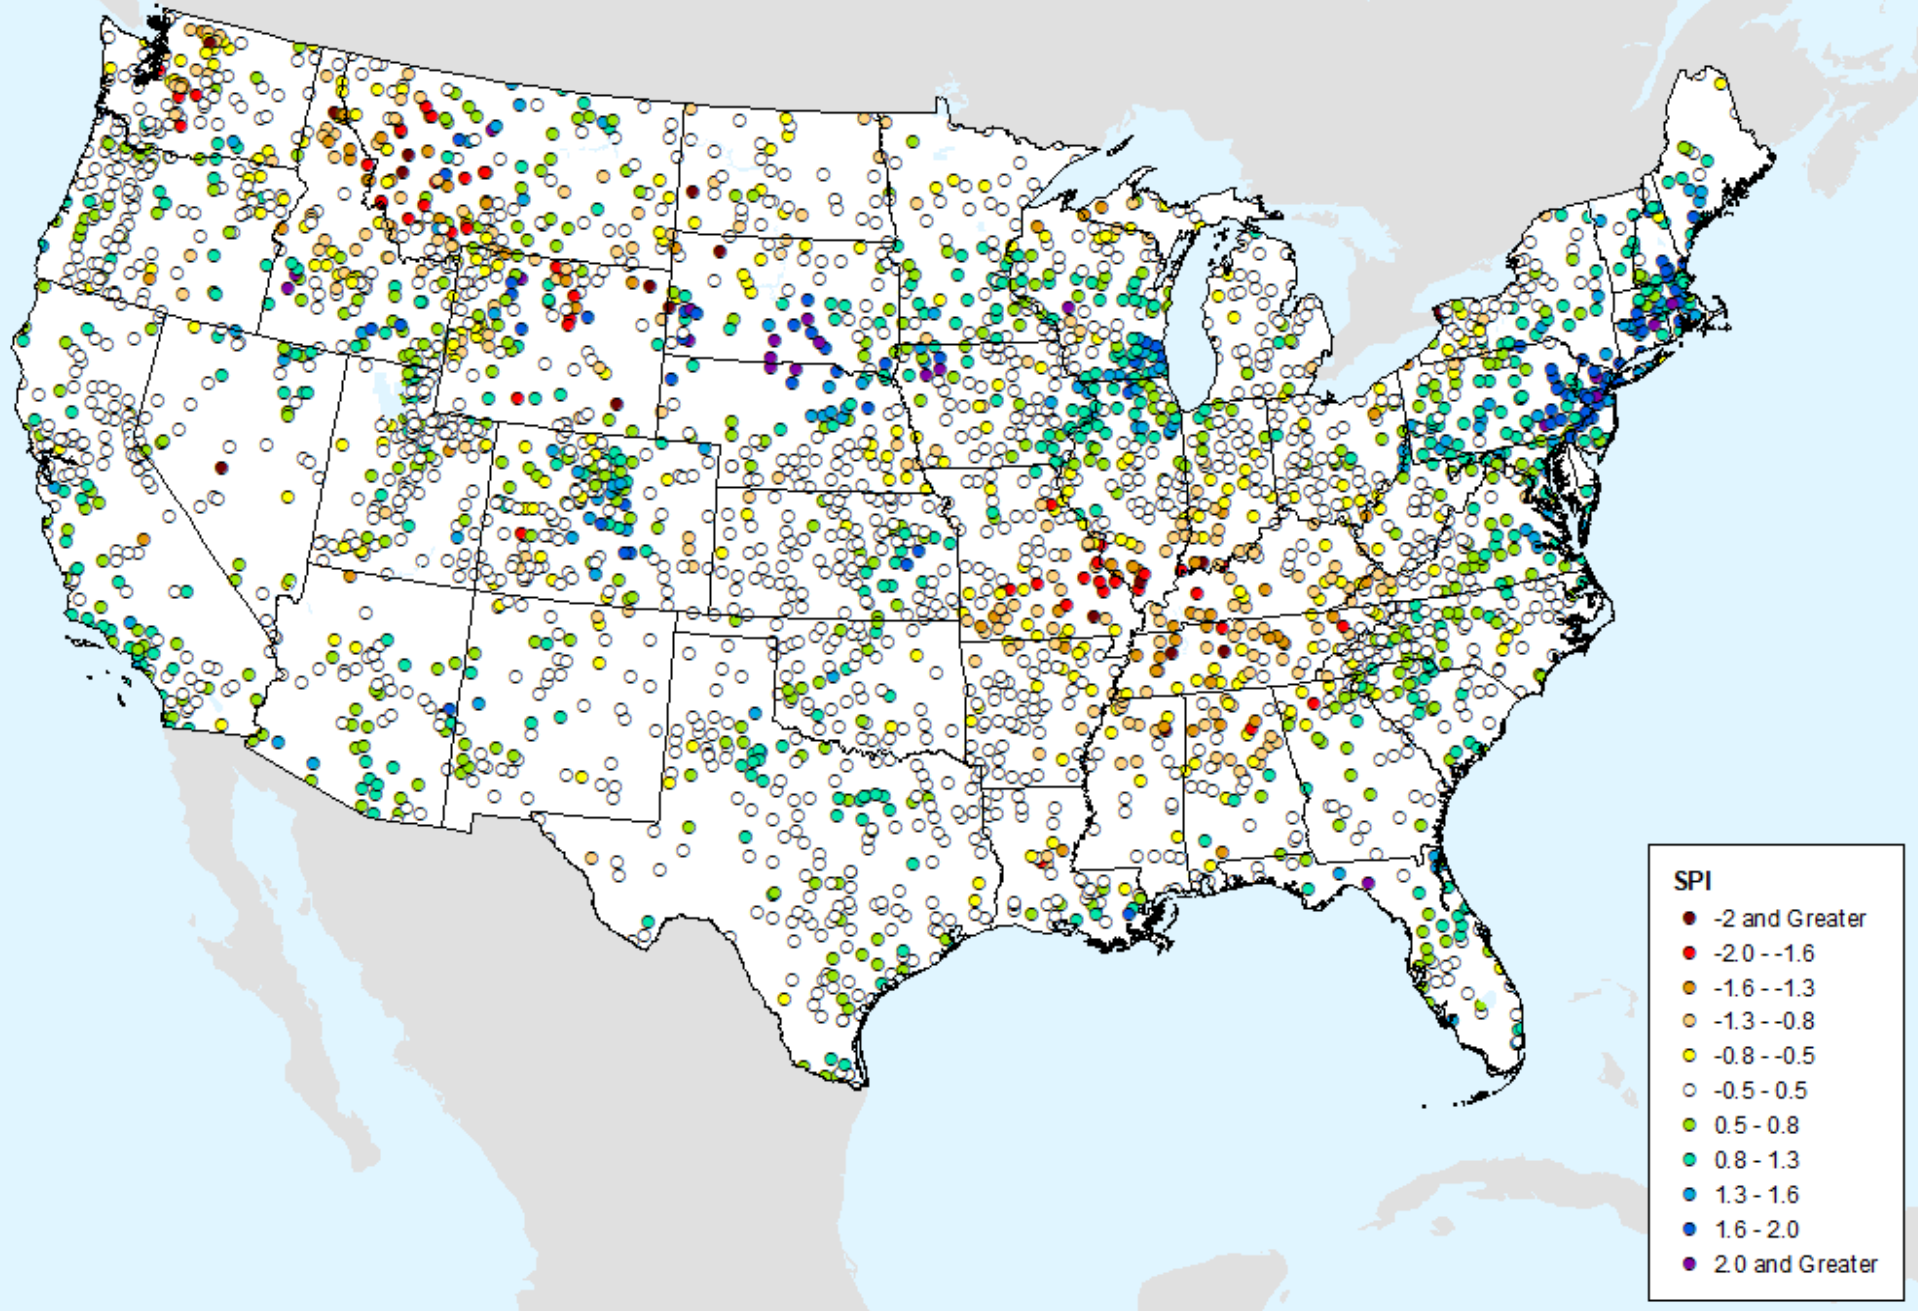 SPI
-2 and Greater
-2.0 - -1.6
-1.6 - -1.3
-1.3 - -0.8
-0.8 - -0.5
-0.5 - 0.5
0.5 - 0.8
0.8 - 1.3
1.3 - 1.6
1.6 - 2.0
2.0 and Greater